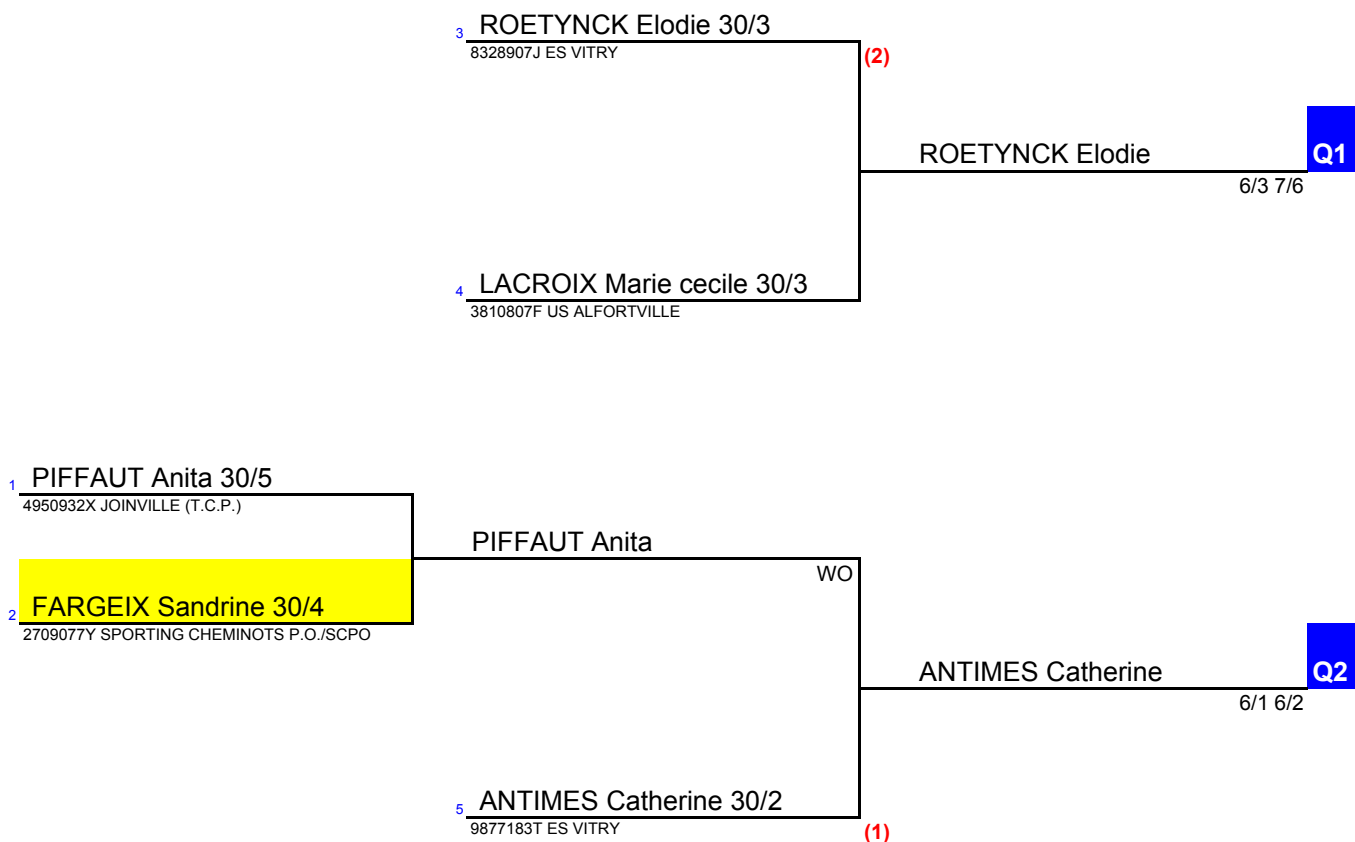 3 ROETYNCK Elodie 30/3
8328907J ES VITRY
(2)
ROETYNCK Elodie
Q1
6/3 7/6
4 LACROIX Marie cecile 30/3
3810807F US ALFORTVILLE
1 PIFFAUT Anita 30/5
4950932X JOINVILLE (T.C.P.)
PIFFAUT Anita
WO
2 FARGEIX Sandrine 30/4
2709077Y SPORTING CHEMINOTS P.O./SCPO
ANTIMES Catherine
Q2
6/1 6/2
5 ANTIMES Catherine 30/2
9877183T ES VITRY
(1)